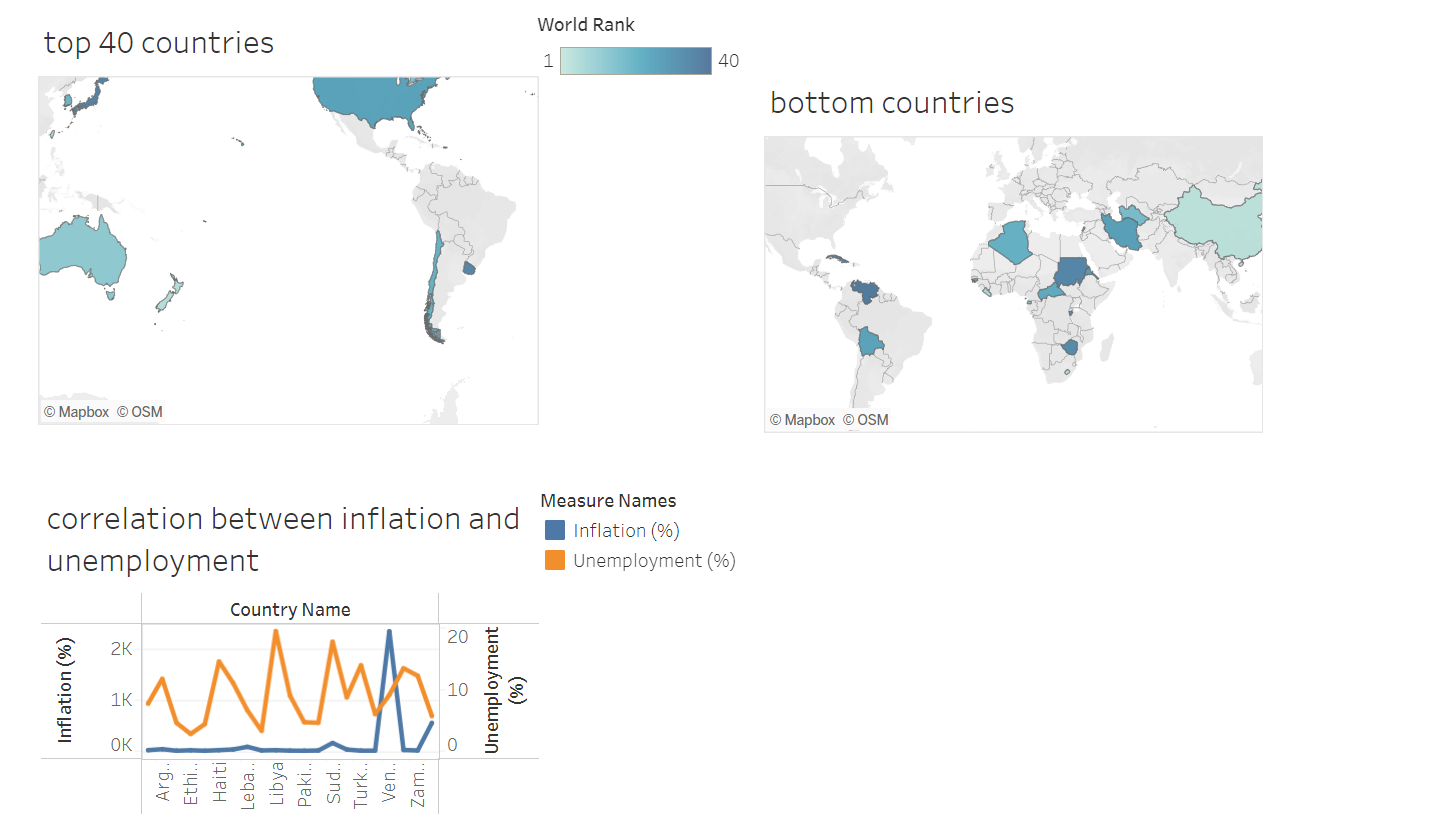 top 40 countries
World Rank
1 40
© Mapbox © OSM
bottom countries
© Mapbox © OSM
correlation between inflation and
unemployment
Measure Names
Inflation (%)
Unemployment (%)
Country Name
Inflation (%)
2K
1K
0K
20
10
0
Unemployment
(%)
Arg..
Ethi..
Haiti
Leba..
Libya
Paki..
Sud..
Turk..
Ven..
Zam..